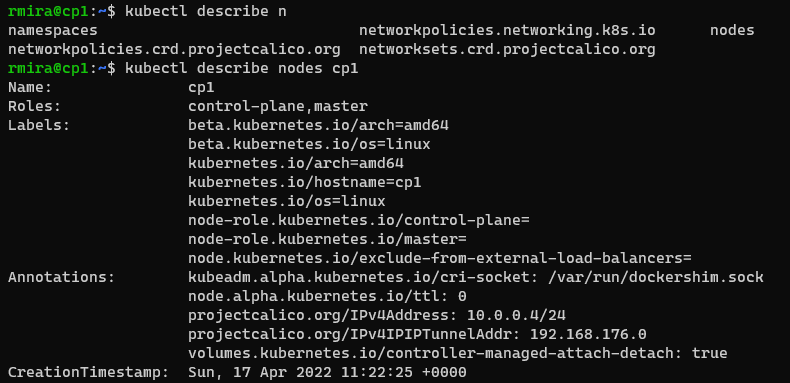 rmira@cp1:~$ kubectl describe n
namespaces                             networkpolicies.networking.k8s.io      nodes
networkpolicies.crd.projectcalico.org  networksets.crd.projectcalico.org
rmira@cp1:~$ kubectl describe nodes cp1
Name:               cp1
Roles:              control-plane,master
Labels:             beta.kubernetes.io/arch=amd64
                    beta.kubernetes.io/os=linux
                    kubernetes.io/arch=amd64
                    kubernetes.io/hostname=cp1
                    kubernetes.io/os=linux
                    node-role.kubernetes.io/control-plane=
                    node-role.kubernetes.io/master=
                    node.kubernetes.io/exclude-from-external-load-balancers=
Annotations:        kubeadm.alpha.kubernetes.io/cri-socket: /var/run/dockershim.sock
                    node.alpha.kubernetes.io/ttl: 0
                    projectcalico.org/IPv4Address: 10.0.0.4/24
                    projectcalico.org/IPv4IPIPTunnelAddr: 192.168.176.0
                    volumes.kubernetes.io/controller-managed-attach-detach: true
CreationTimestamp:  Sun, 17 Apr 2022 11:22:25 +0000